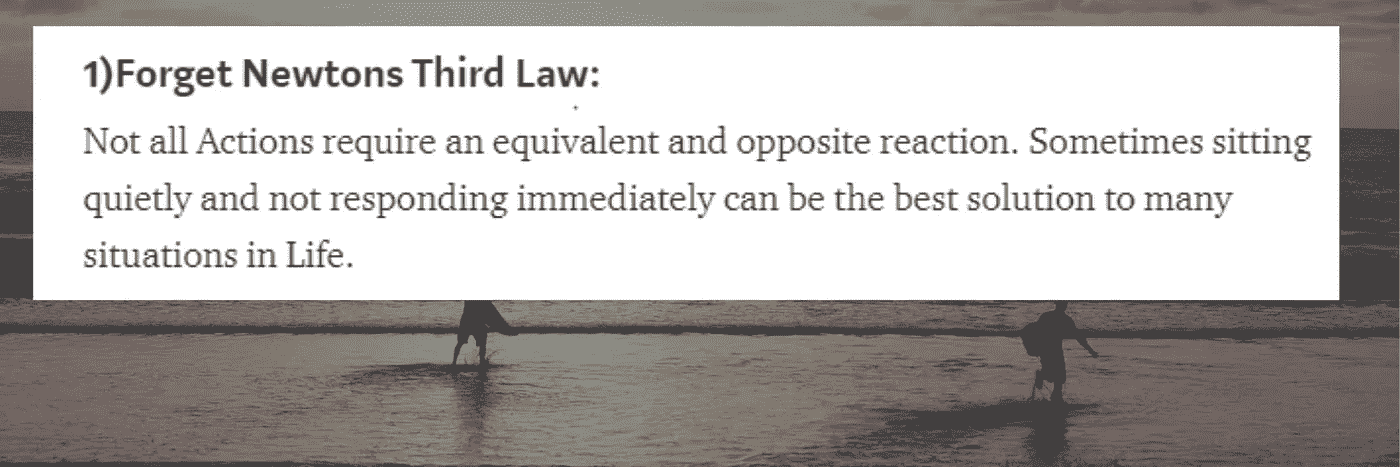 1)Forget Newtons Third Law:
Not all Actions require an equivalent and opposite reaction. Sometimes sitting
quietly and not responding immediately can be the best solution to many
situations in Life.